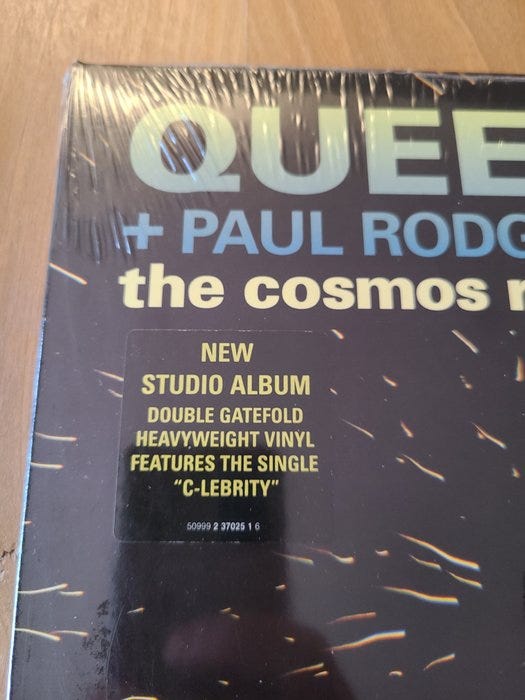 QUEE
+ PAUL RODG
the cosmos r
NEW
STUDIO ALBUM
DOUBLE GATEFOLD
HEAVYWEIGHT VINYL
FEATURES THE SINGLE
"C-LEBRITY"
50999 2 37025 1 6